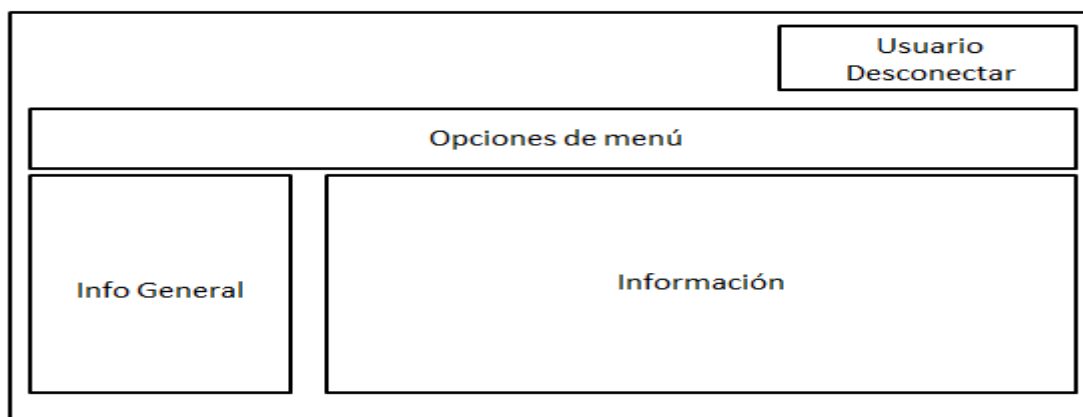 Usuario
Desconectar
Opciones de menú
Info General
Información